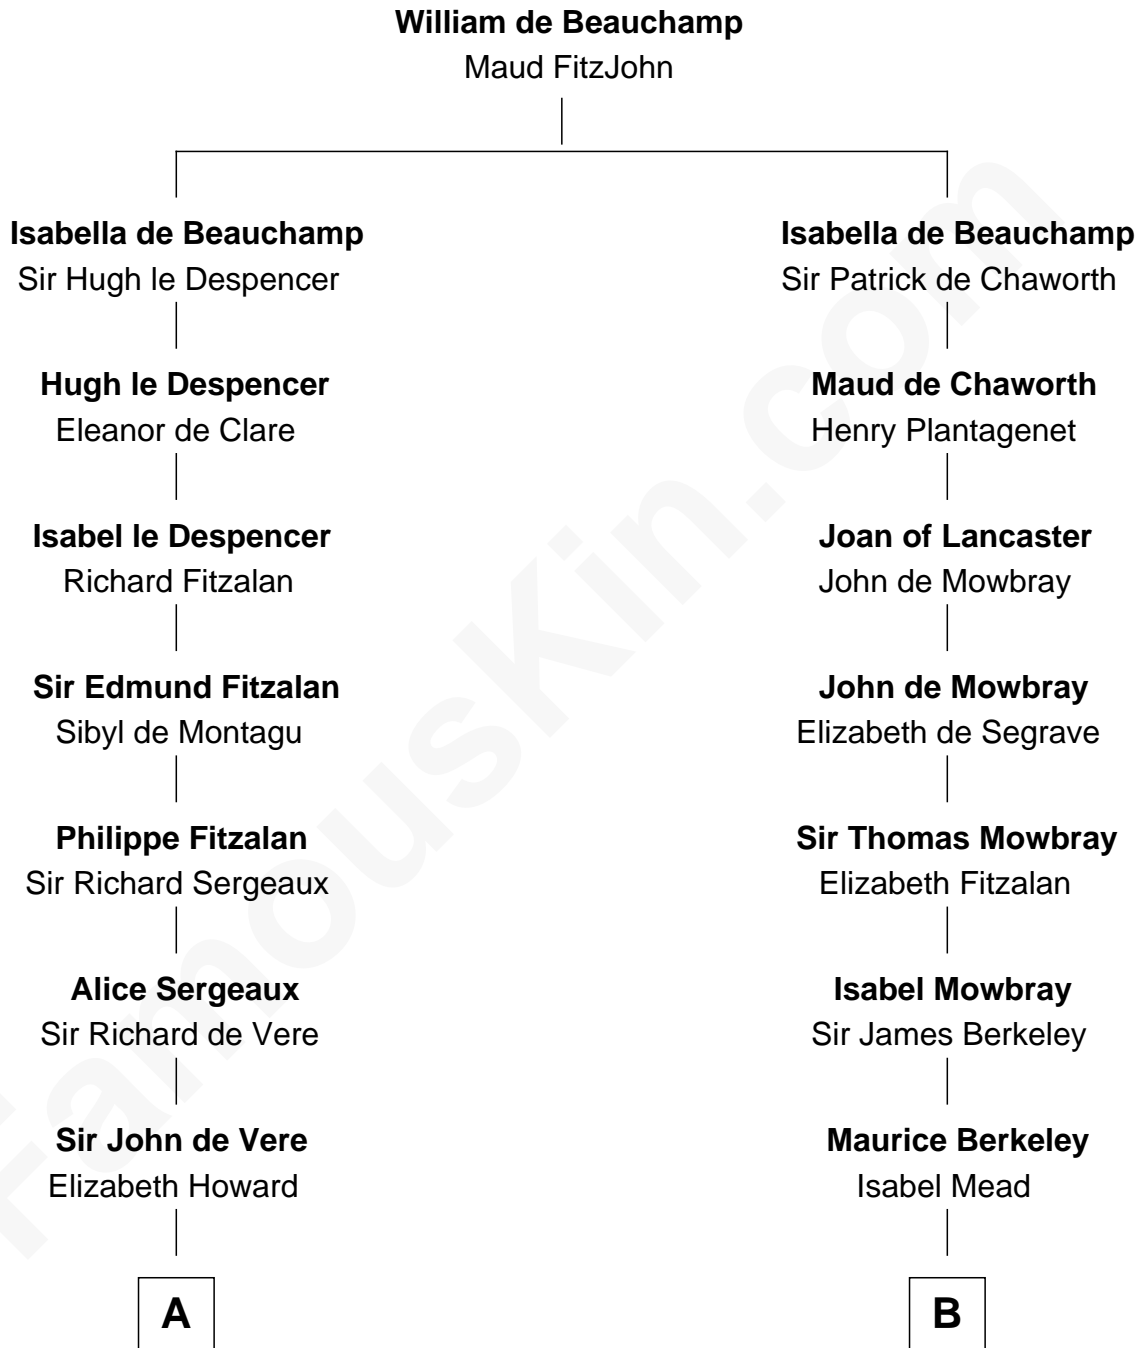 William de Beauchamp
Maud FitzJohn
Isabella de Beauchamp
Sir Hugh le Despencer
Hugh le Despencer
Eleanor de Clare
Isabel le Despencer
Richard Fitzalan
Sir Edmund Fitzalan
Sibyl de Montagu
Philippe Fitzalan
Sir Richard Sergeaux
Alice Sergeaux
Sir Richard de Vere
Sir John de Vere
Elizabeth Howard
A
Isabella de Beauchamp
Sir Patrick de Chaworth
Maud de Chaworth
Henry Plantagenet
Joan of Lancaster
John de Mowbray
John de Mowbray
Elizabeth de Segrave
Sir Thomas Mowbray
Elizabeth Fitzalan
Isabel Mowbray
Sir James Berkeley
Maurice Berkeley
Isabel Mead
B
FamousKin.com